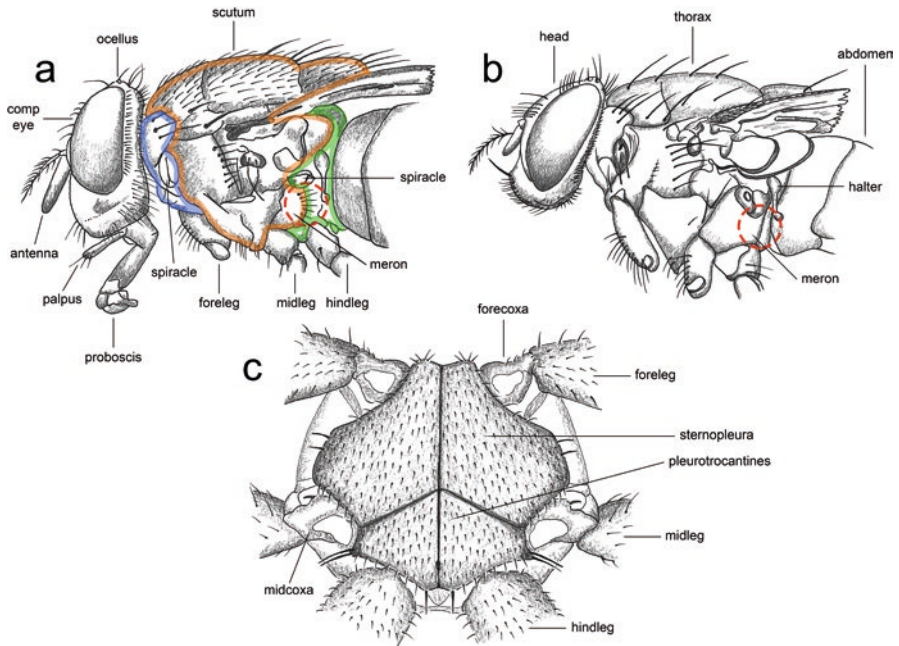 scutum
ocellus
a
comp
eye
spiracle
antenna
palpus
spiracle
foreleg
midleg
hindleg
meron
proboscis
b
head
thorax
abdomen
halter
meron
c
forecoxa
foreleg
sternopleura
pleurotrocantines
midleg
midcoxa
hindleg